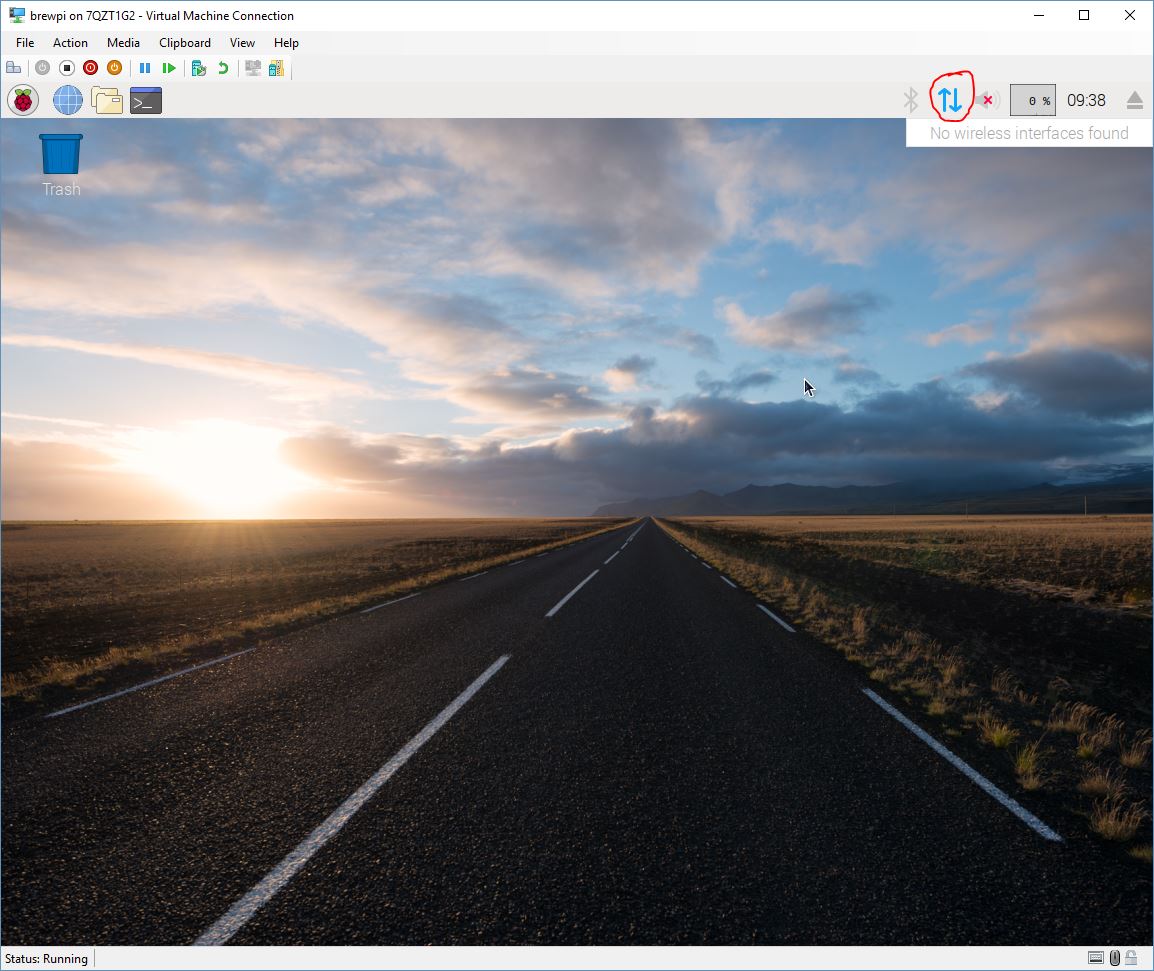 brewpi on 7QZT1G2 - Virtual Machine Connection
File Action Media Clipboard View Help
>_ 0 % 09:38
No wireless interfaces found
Trash
Status: Running